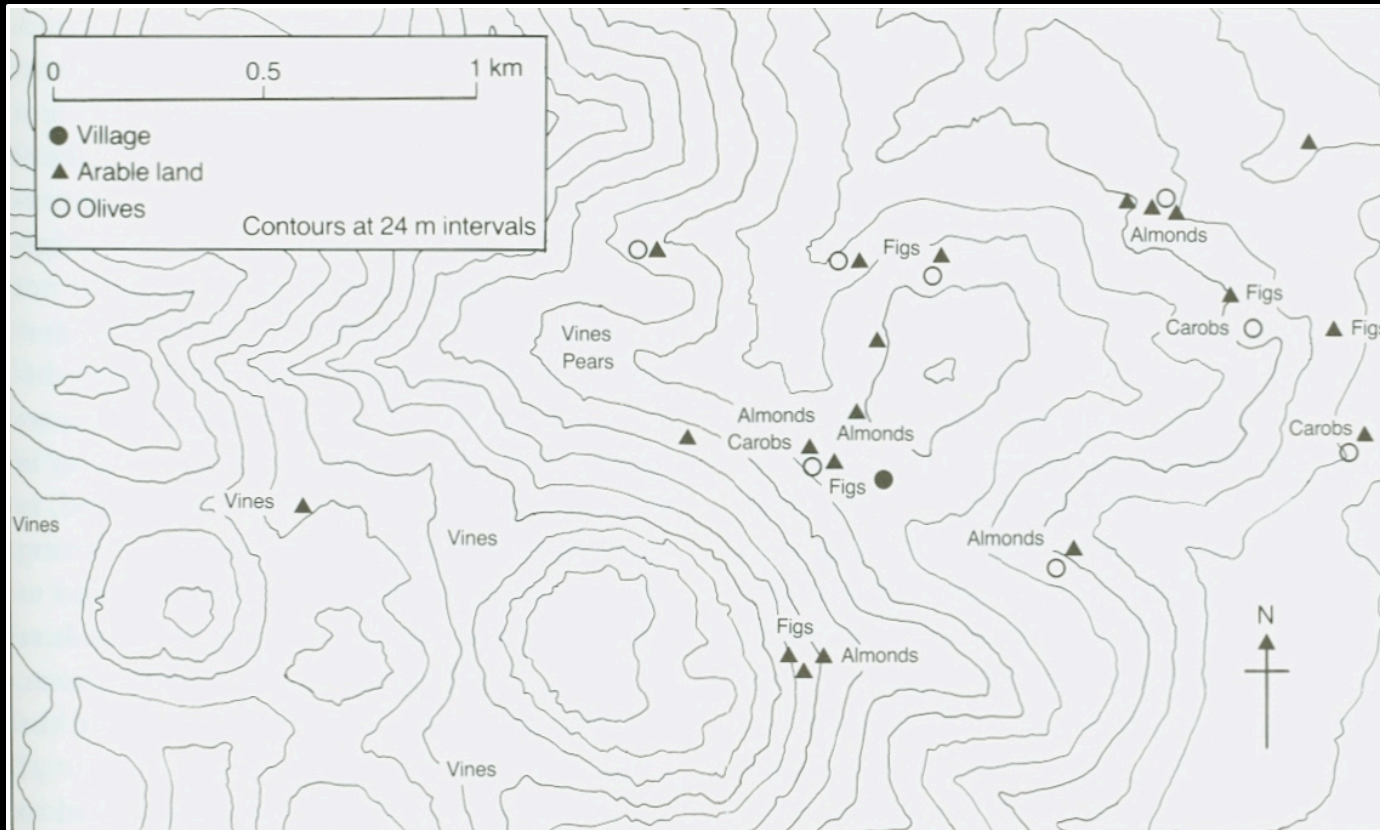 0 0.5 1 km
Village
Arable land
Olives
Contours at 24 m intervals
Almonds
Figs
Figs
Carobs
Figs
Vines
Pears
Almonds
Carobs
Almonds
Carobs
Figs
Vines
Vines
Vines
Almonds
N
Figs
Almonds
Vines